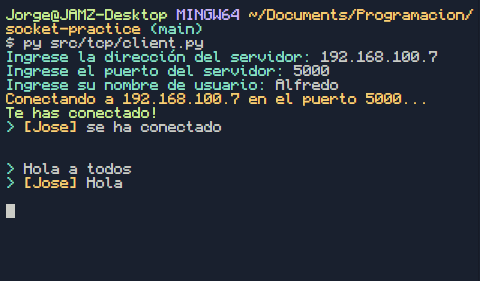 Jorge@JAMZ-Desktop MINGW64 ~/Documents/Programacion/
socket-practice (main)
$ py src/tcp/client.py
Ingrese la dirección del servidor: 192.168.100.7
Ingrese el puerto del servidor: 5000
Ingrese su nombre de usuario: Alfredo
Conectando a 192.168.100.7 en el puerto 5000...
Te has conectado!
> [Jose] se ha conectado
> Hola a todos
> [Jose] Hola